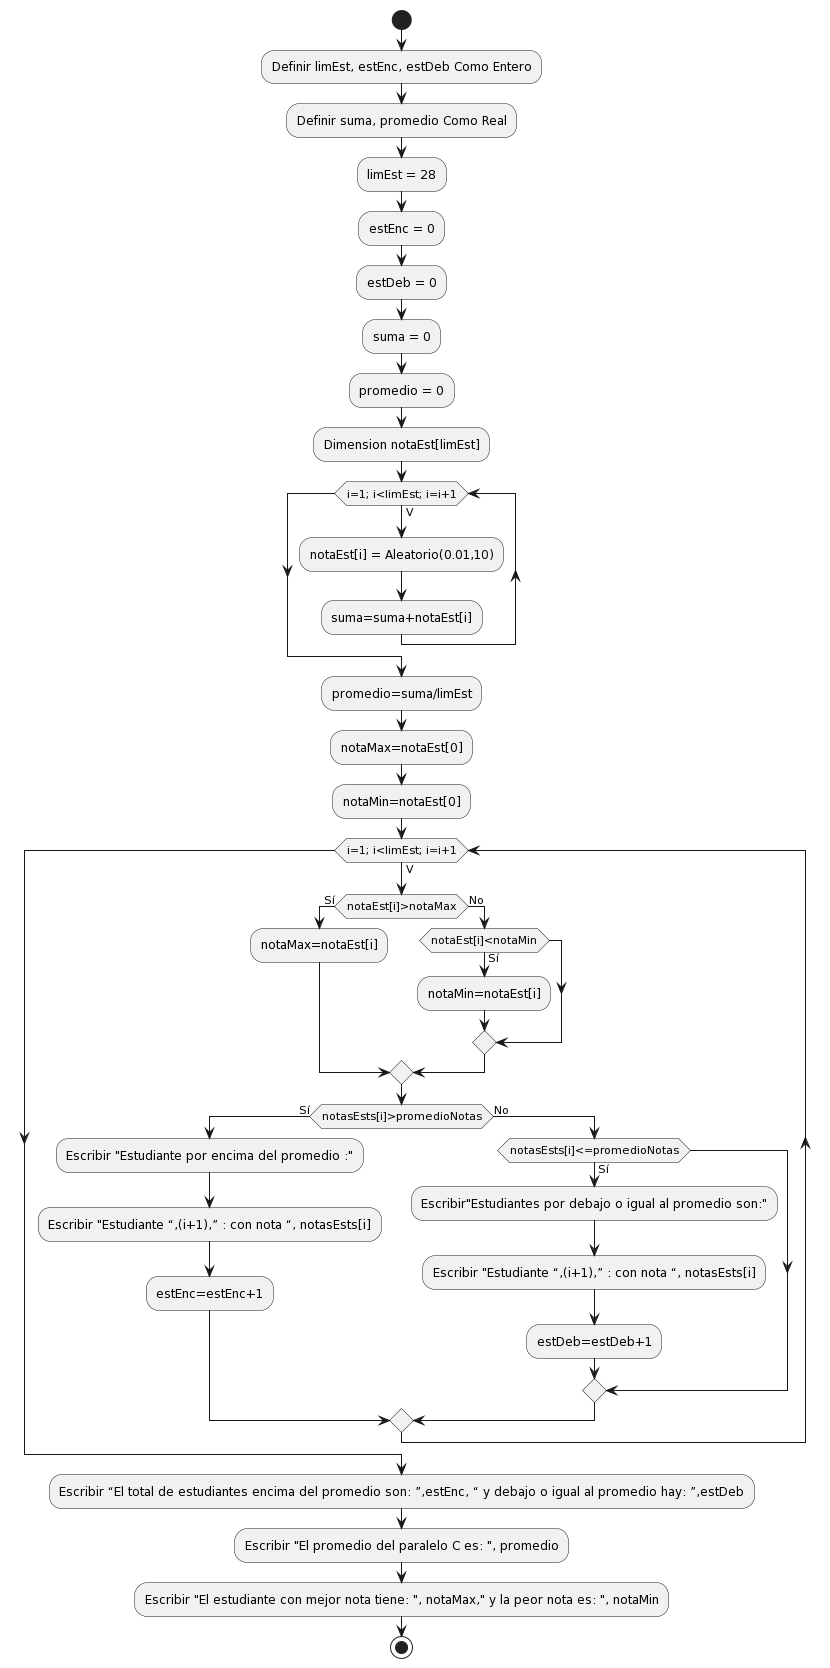 Definir limEst, estEnc, estDeb Como Entero
Definir suma, promedio Como Real
limEst = 28
estEnc = 0
estDeb = 0
suma = 0
promedio = 0
Dimension notaEst[limEst]
i=1; i<limEst; i=i+1
V
notaEst[i] = Aleatorio(0.01,10)
suma=suma+notaEst[i]
promedio=suma/limEst
notaMax=notaEst[0]
notaMin=notaEst[0]
i=1; i<limEst; i=i+1
V
Sí
notaEst[i]>notaMax
No
notaMax=notaEst[i]
notaEst[i]<notaMin
Sí
notaMin=notaEst[i]
Sí
notasEsts[i]>promedioNotas
No
Escribir "Estudiante por encima del promedio :"
Escribir "Estudiante “,(i+1),” : con nota “, notasEsts[i]
estEnc=estEnc+1
notasEsts[i]<=promedioNotas
Sí
Escribir"Estudiantes por debajo o igual al promedio son:"
Escribir "Estudiante “,(i+1),” : con nota “, notasEsts[i]
estDeb=estDeb+1
Escribir “El total de estudiantes encima del promedio son: ”,estEnc, “ y debajo o igual al promedio hay: ”,estDeb
Escribir "El promedio del paralelo C es: ", promedio
Escribir "El estudiante con mejor nota tiene: ", notaMax," y la peor nota es: ", notaMin